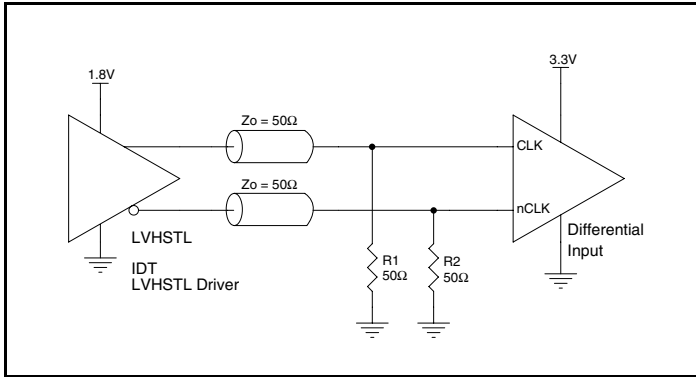 1.8V
3.3V
Zo = 50Ω
CLK
Zo = 50Ω
nCLK
LVHSTL
IDT
LVHSTL Driver
R1
50Ω
R2
50Ω
Differential
Input